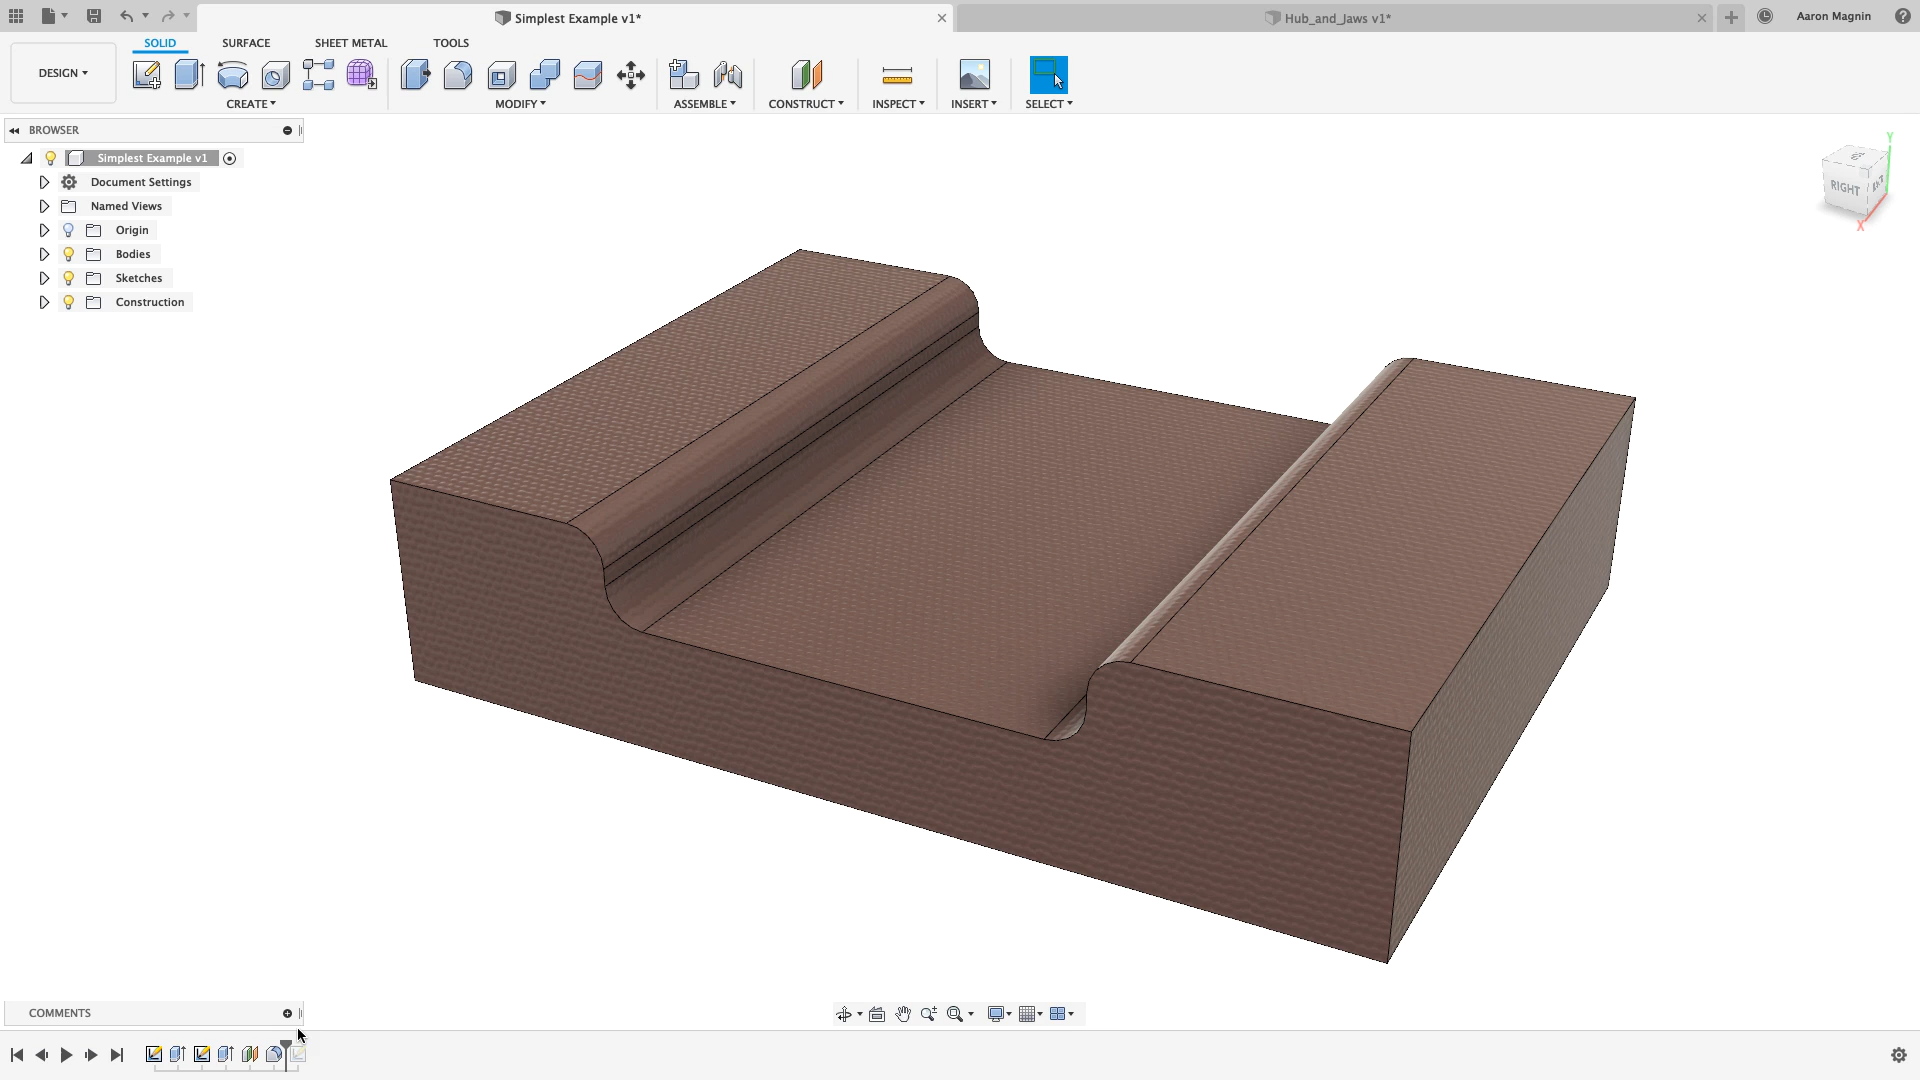 Simplest Example v1*
Hub_and_Jaws v1*
Aaron Magnin
DESIGN
SOLID
SURFACE
SHEET METAL
TOOLS
CREATE
MODIFY
ASSEMBLE
CONSTRUCT
INSPECT
INSERT
SELECT
BROWSER
Simplest Example v1
Document Settings
Named Views
Origin
Bodies
Sketches
Construction
Y
RIGHT
X
COMMENTS